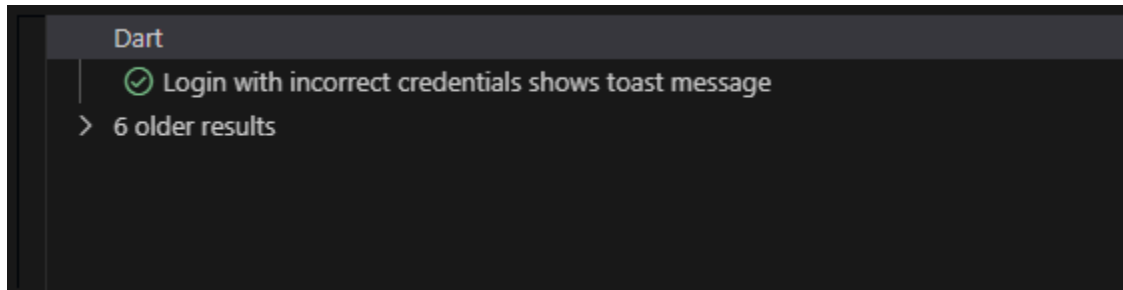 Dart
Login with incorrect credentials shows toast message
6 older results